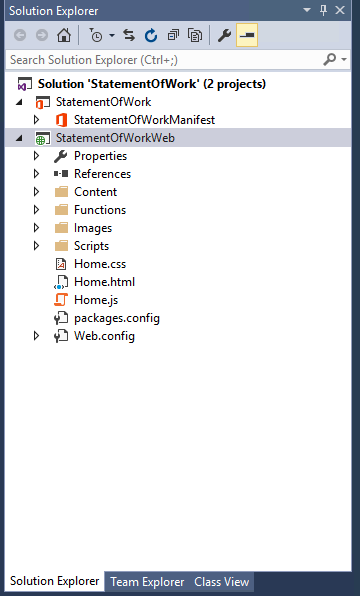 Solution Explorer
Search Solution Explorer (Ctrl+;)
Solution 'StatementOfWork' (2 projects)
StatementOfWork
StatementOfWorkManifest
StatementOfWorkWeb
Properties
References
Content
Functions
Images
Scripts
Home.css
Home.html
Home.js
packages.config
Web.config
Solution Explorer Team Explorer Class View